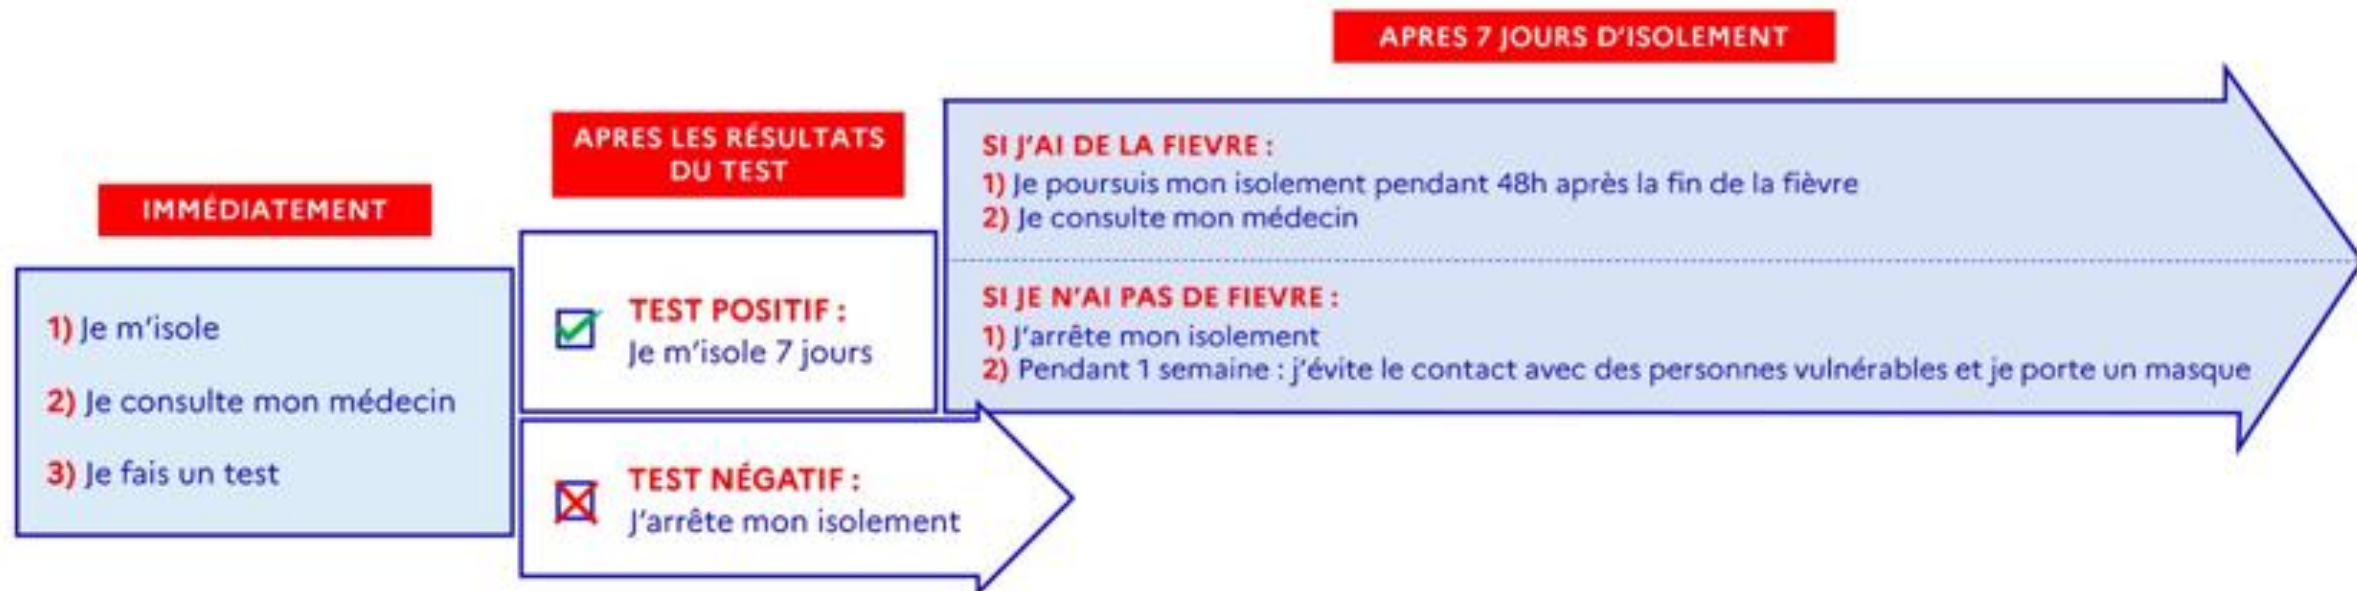 IMMÉDIATEMENT
1) Je m'isole
2) Je consulte mon médecin
3) Je fais un test
APRES LES RÉSULTATS
DU TEST
TEST POSITIF :
Je m'isole 7 jours
TEST NÉGATIF :
J'arrête mon isolement
APRES 7 JOURS D'ISOLEMENT
SI J'AI DE LA FIEVRE :
1) Je poursuis mon isolement pendant 48h après la fin de la fièvre
2) Je consulte mon médecin
SI JE N'AI PAS DE FIEVRE :
1) J'arrête mon isolement
2) Pendant 1 semaine : j'évite le contact avec des personnes vulnérables et je porte un masque